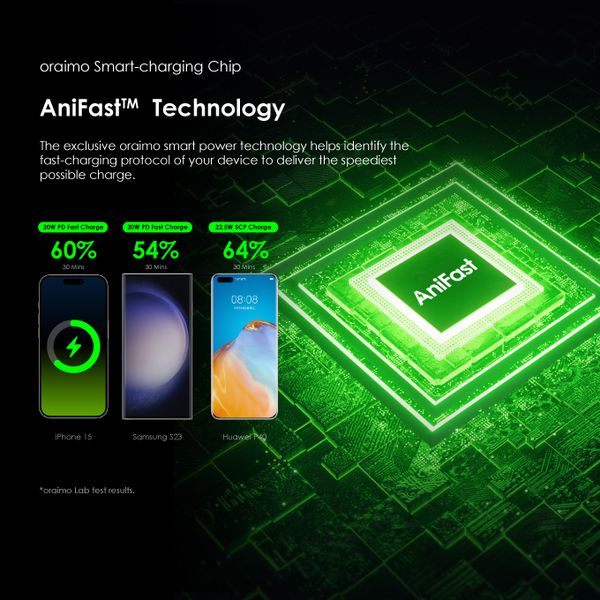 oraimo Smart-charging Chip
AniFast™ Technology
The exclusive oraimo smart power technology helps identify the
fast-charging protocol of your device to deliver the speediest
possible charge.
20W PD Fast Charge 20W PD Fast Charge 22.5W SCP Charge
60% 54% 64%
30 Mins 30 Mins 30 Mins
08:08
AniFast
iPhone 15 Samsung S23 Huawei P40
*oraimo Lab test results.